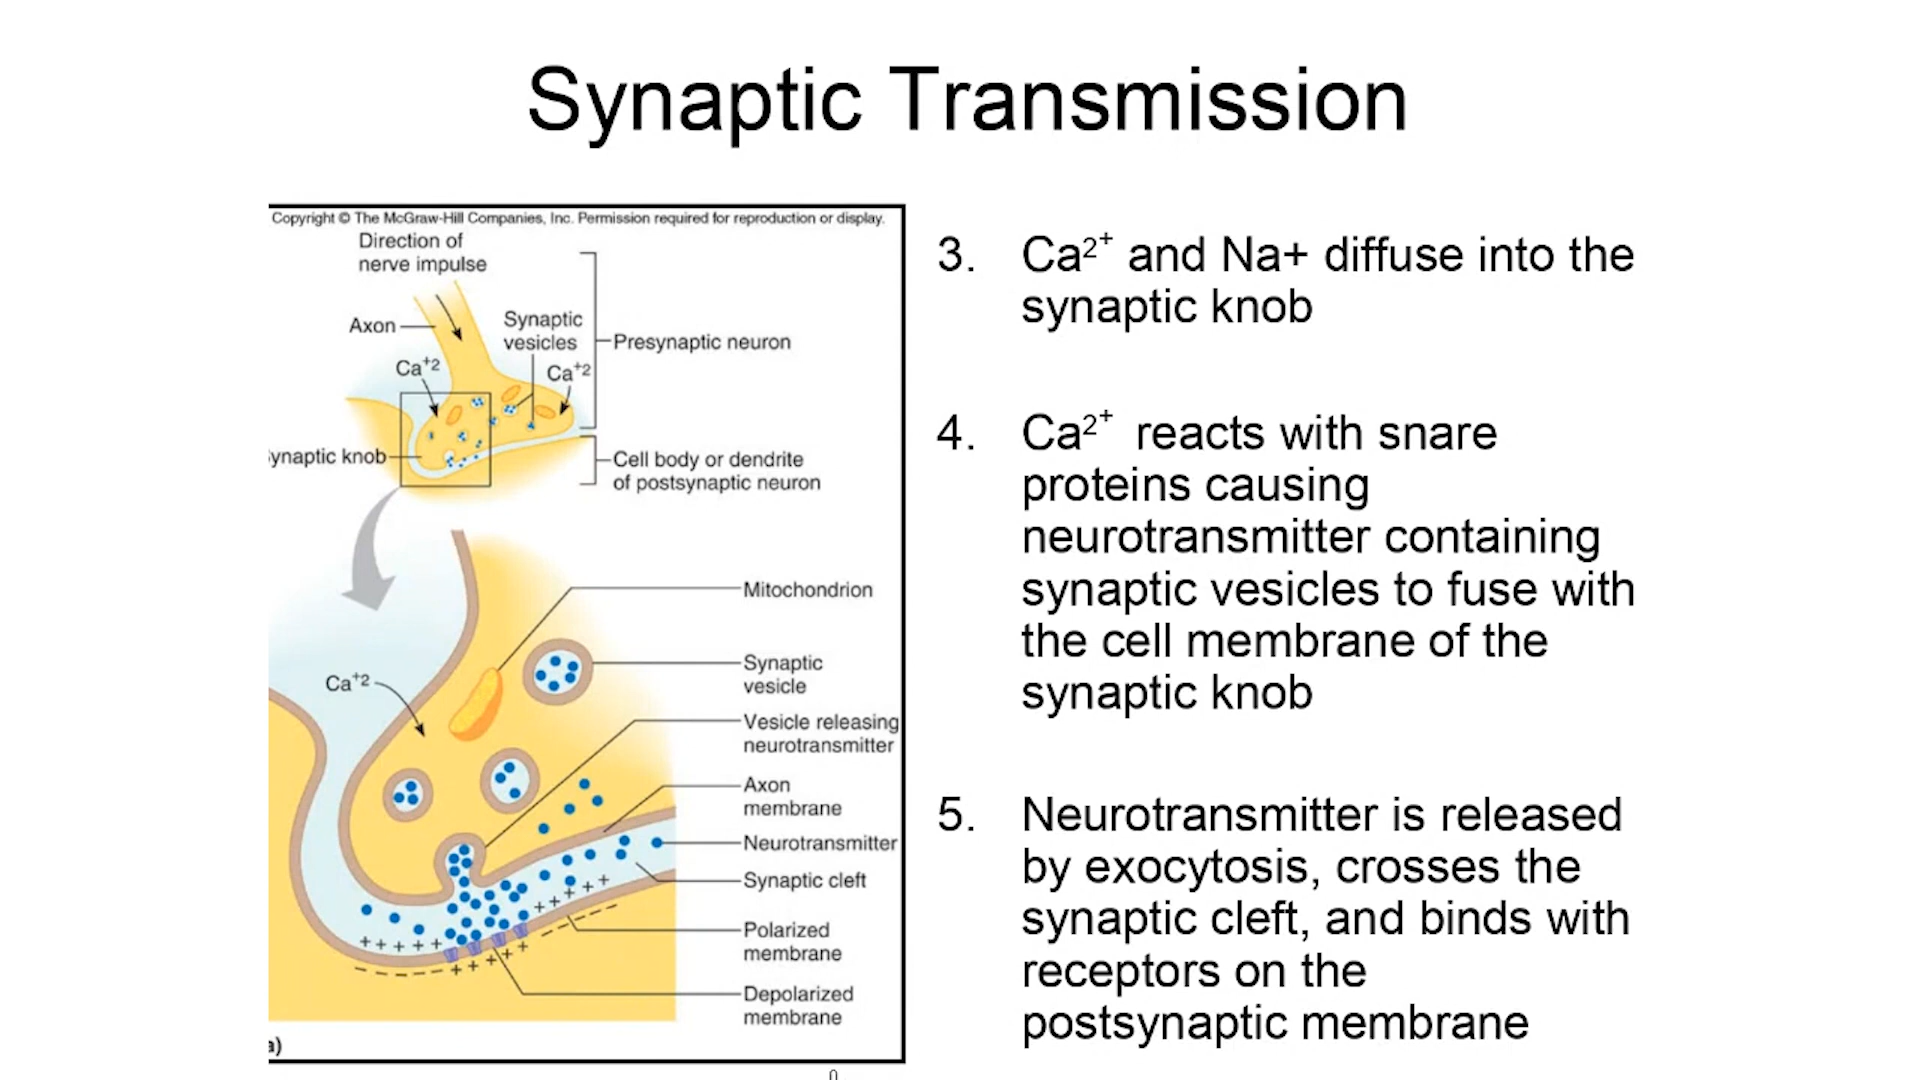 Synaptic Transmission
Copyright © The McGraw-Hill Companies, Inc. Permission required for reproduction or display.
Direction of
nerve impulse
Axon
Synaptic
vesicles
Presynaptic neuron
Ca+2
Ca+2
ynaptic knob
Cell body or dendrite
of postsynaptic neuron
Mitochondrion
Synaptic
vesicle
Ca+2
Vesicle releasing
neurotransmitter
Axon
membrane
Neurotransmitter
Synaptic cleft
Polarized
membrane
Depolarized
membrane
a)
3. Ca2+ and Na+ diffuse into the
synaptic knob
4. Ca2+ reacts with snare
proteins causing
neurotransmitter containing
synaptic vesicles to fuse with
the cell membrane of the
synaptic knob
5. Neurotransmitter is released
by exocytosis, crosses the
synaptic cleft, and binds with
receptors on the
postsynaptic membrane